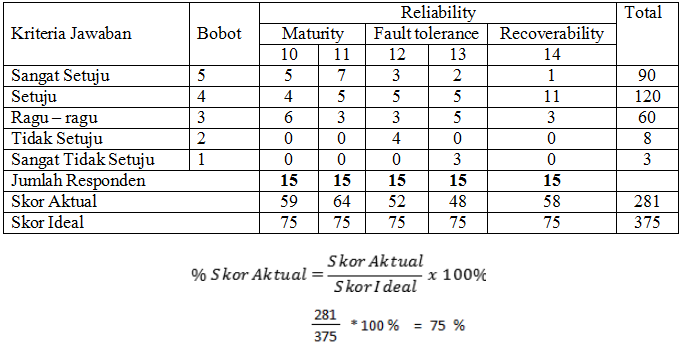 Kriteria Jawaban Bobot Reliability Total
Maturity Fault tolerance Recoverability
10 11 12 13 14
Sangat Setuju 5 5 7 3 2 1 90
Setuju 4 4 5 5 5 11 120
Ragu – ragu 3 6 3 3 5 3 60
Tidak Setuju 2 0 0 4 0 0 8
Sangat Tidak Setuju 1 0 0 0 3 0 3
Jumlah Responden 15 15 15 15 15
Skor Aktual 59 64 52 48 58 281
Skor Ideal 75 75 75 75 75 375
% Skor Aktual = Skor Aktual / Skor I deal x 100%
281 / 375 * 100 % = 75 %